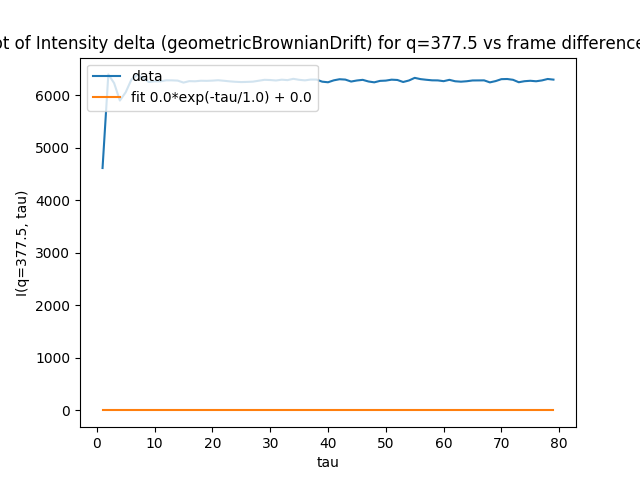 ot of Intensity delta (geometricBrownianDrift) for q=377.5 vs frame difference
data
fit 0.0*exp(-tau/1.0) + 0.0
I(q=377.5, tau)
6000
5000
4000
3000
2000
1000
0
0 10 20 30 40 50 60 70 80
tau